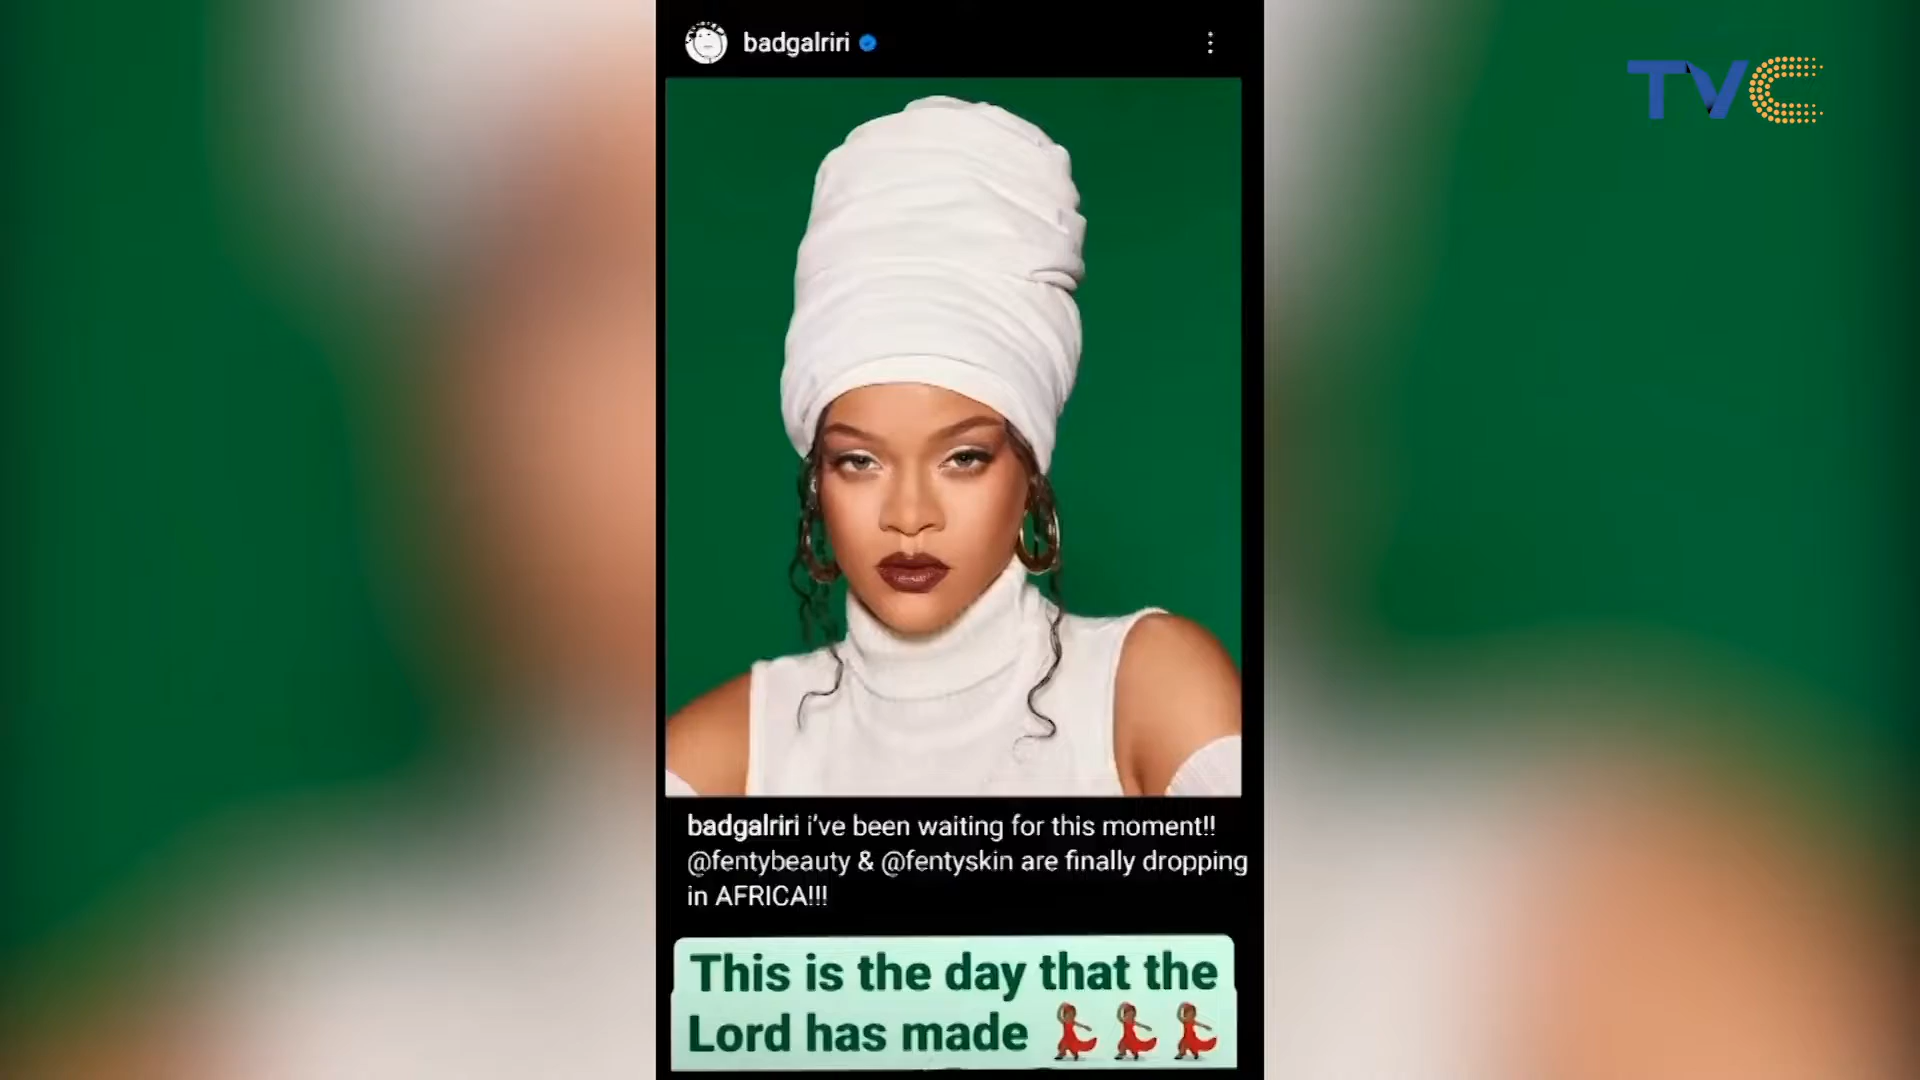 badgalriri
TVC
badgalriri i've been waiting for this moment!!
@fentybeauty & @fentyskin are finally dropping
in AFRICA!!!
This is the day that the
Lord has made 💃🏾💃🏾💃🏾